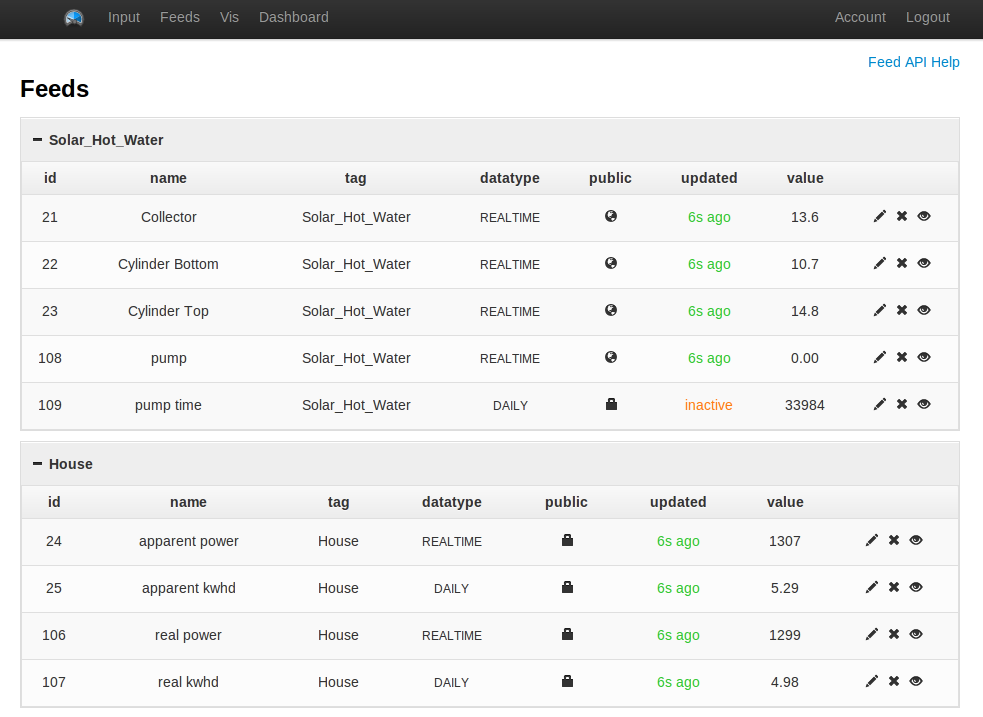 Input Feeds Vis Dashboard Account Logout
Feed API Help
Feeds
Solar_Hot_Water
id name tag datatype public updated value
21 Collector Solar_Hot_Water REALTIME 6s ago 13.6
22 Cylinder Bottom Solar_Hot_Water REALTIME 6s ago 10.7
23 Cylinder Top Solar_Hot_Water REALTIME 6s ago 14.8
108 pump Solar_Hot_Water REALTIME 6s ago 0.00
109 pump time Solar_Hot_Water DAILY inactive 33984
House
id name tag datatype public updated value
24 apparent power House REALTIME 6s ago 1307
25 apparent kwhd House DAILY 6s ago 5.29
106 real power House REALTIME 6s ago 1299
107 real kwhd House DAILY 6s ago 4.98